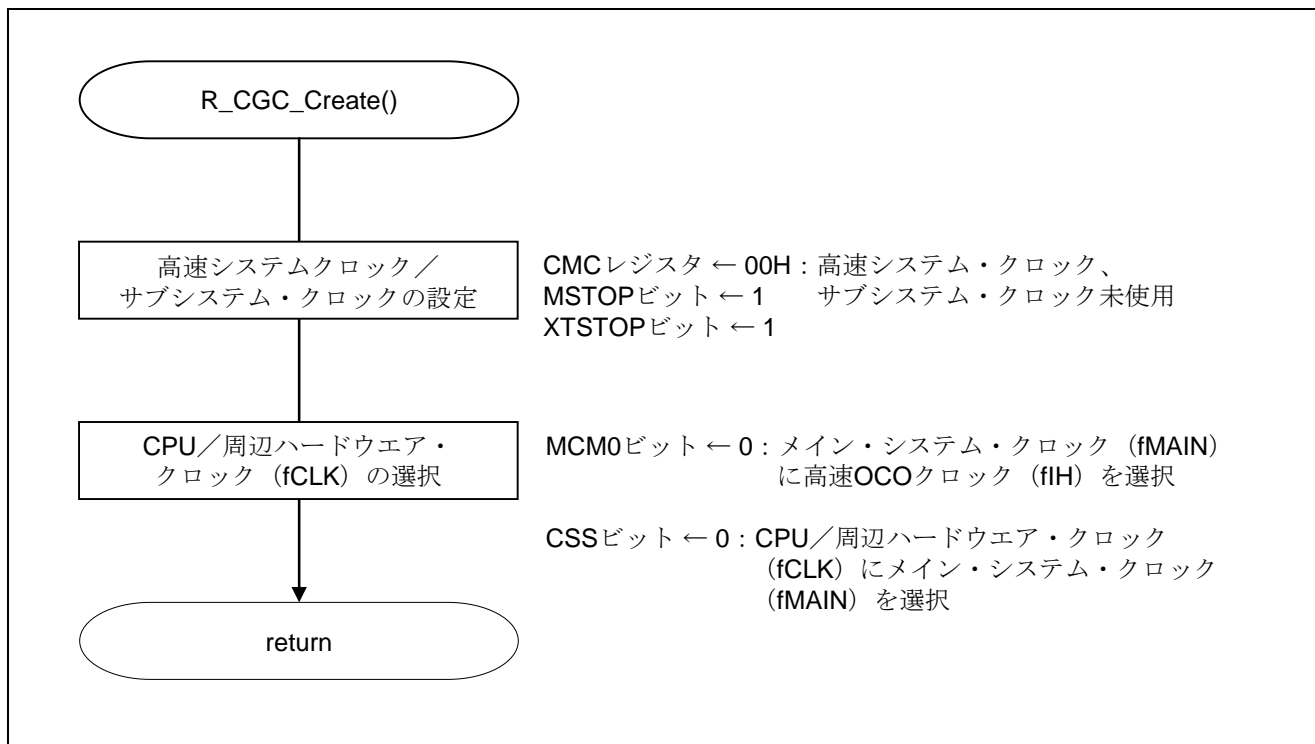 R_CGC_Create()
高速システムクロック／
サブシステム・クロックの設定
CMCレジスタ ← 00H：高速システム・クロック、
MSTOPビット ← 1 サブシステム・クロック未使用
XTSTOPビット ← 1
CPU／周辺ハードウエア・
クロック（fCLK）の選択
MCM0ビット ← 0：メイン・システム・クロック（fMAIN）
に高速OCOクロック（fIH）を選択
CSSビット ← 0：CPU／周辺ハードウエア・クロック
（fCLK）にメイン・システム・クロック
（fMAIN）を選択
return